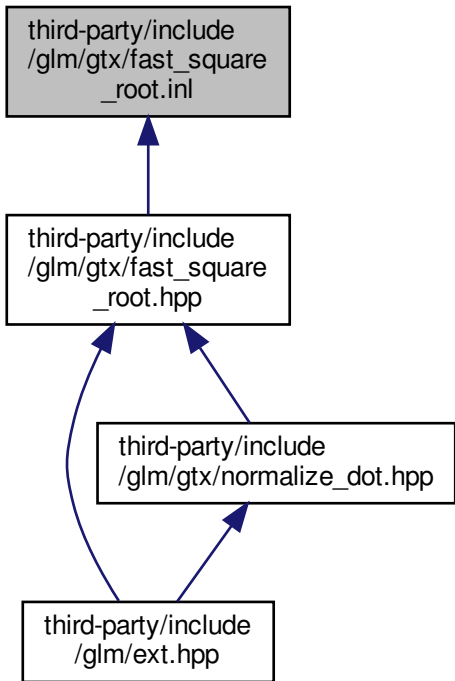 third-party/include
/glm/gtx/fast_square
_root.inl
third-party/include
/glm/gtx/fast_square
_root.hpp
third-party/include
/glm/gtx/normalize_dot.hpp
third-party/include
/glm/ext.hpp